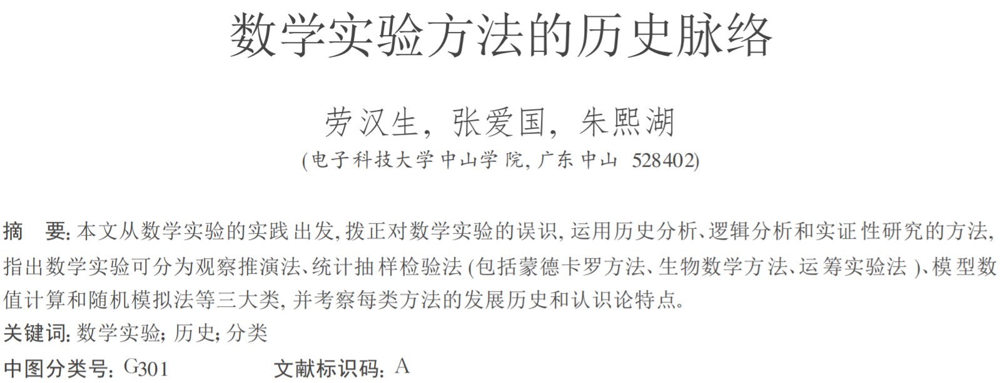 数学实验方法的历史脉络
劳汉生，张爱国，朱熙湖
(电子科技大学中山学院，广东中山 528402)
摘 要：本文从数学实验的实践出发，拨正对数学实验的误识，运用历史分析、逻辑分析和实证性研究的方法，
指出数学实验可分为观察推演法、统计抽样检验法(包括蒙德卡罗方法、生物数学方法、运筹实验法)、模型数
值计算和随机模拟法等三大类，并考察每类方法的发展历史和认识论特点。
关键词：数学实验；历史；分类
中图分类号：G301 文献标识码：A